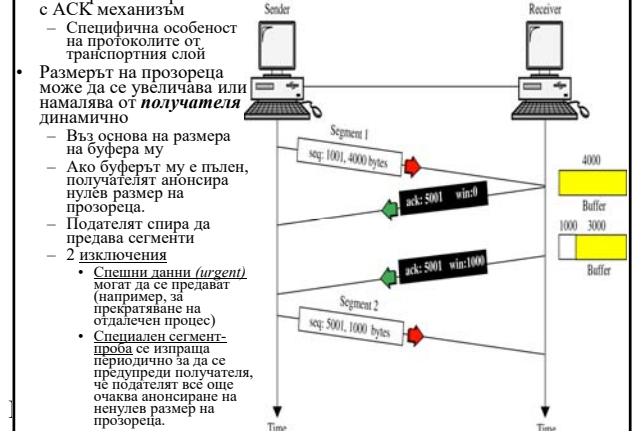 с ACK механизъм
– Специфична особеност
на протоколите от
транспортния слой
• Размерът на прозореца
може да се увеличава или
намалява от получателя
динамично
– Въз основа на размера
на буфера му
– Ако буферът му е пълен,
получателят анонсира
нулев размер на
прозореца.
– Подателят спира да
предава сегменти
– 2 изключения
• Спешни данни (urgent)
могат да се предават
(например, за
прекратяване на
отдалечен процес)
• Специален сегмент-
проба се изпраща
периодично за да се
предупреди получателя,
че подателят все още
очаква анонсиране на
ненулев размер на
прозореца.
Sender
Receiver
Segment 1
seq: 1001, 4000 bytes
4000
Buffer
ack: 5001 win:0
1000 3000
Buffer
ack: 5001 win:1000
Segment 2
seq: 5001, 1000 bytes
Time
Time